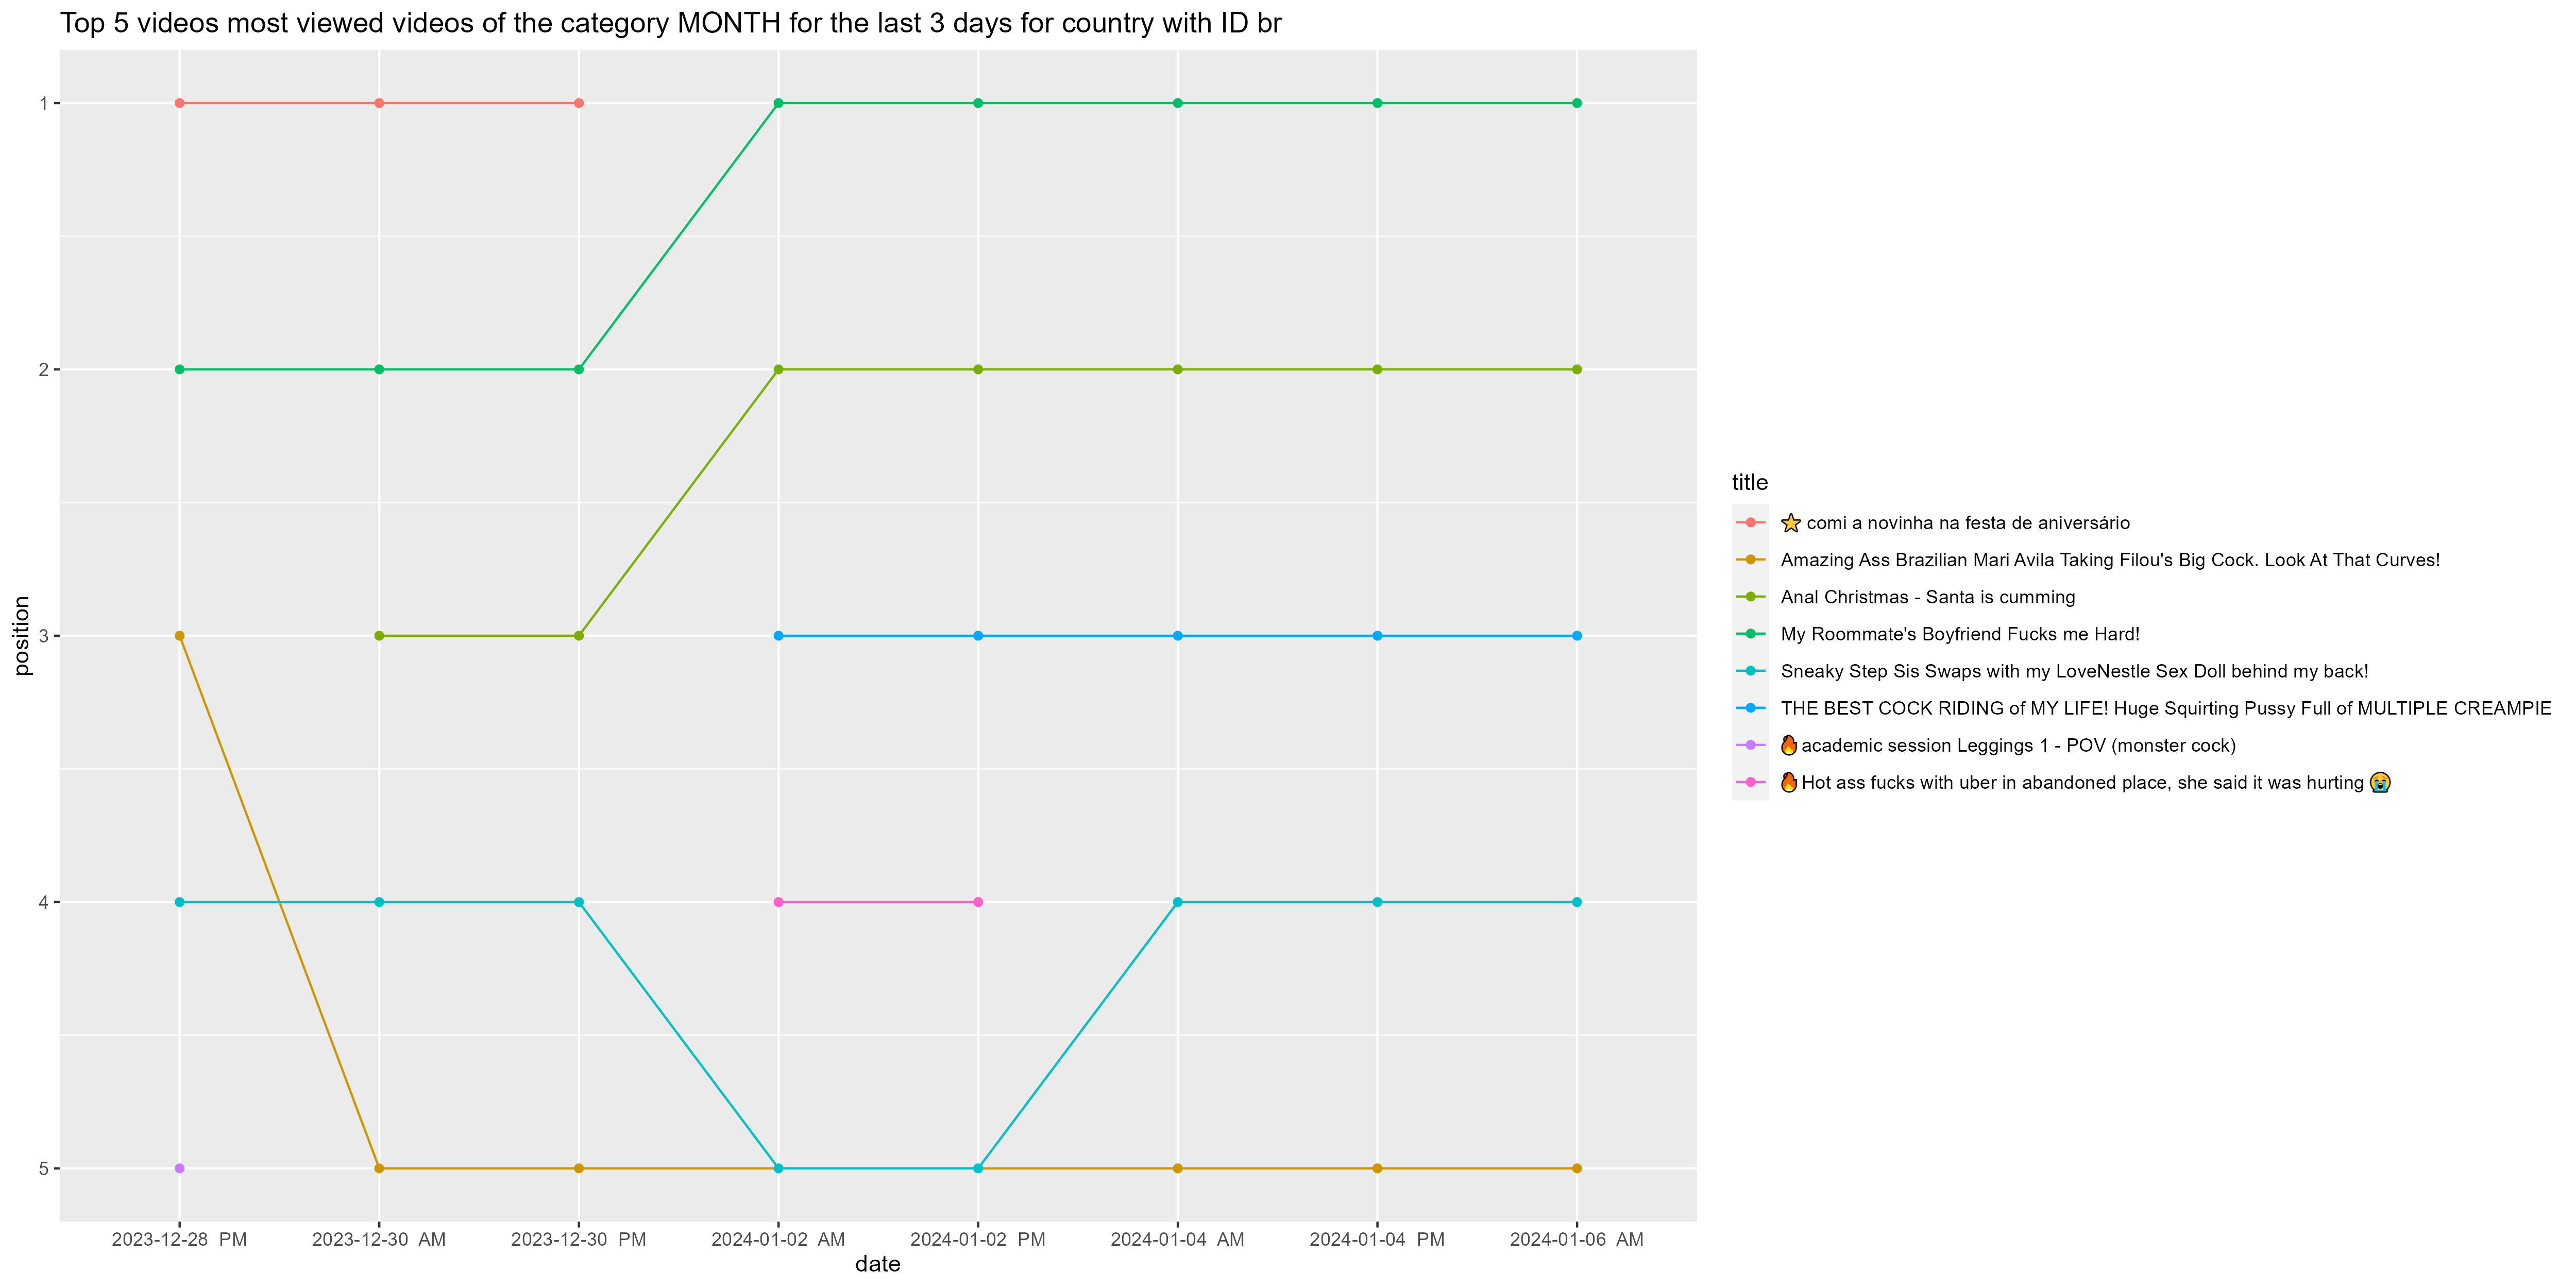 Top 5 videos most viewed videos of the category MONTH for the last 3 days for country with ID br
position
1
2
3
4
5
2023-12-28 PM
2023-12-30 AM
2023-12-30 PM
2024-01-02 AM
2024-01-02 PM
2024-01-04 AM
2024-01-04 PM
2024-01-06 AM
date
title
⭐ comi a novinha na festa de aniversário
Amazing Ass Brazilian Mari Avila Taking Filou's Big Cock. Look At That Curves!
Anal Christmas - Santa is cumming
My Roommate's Boyfriend Fucks me Hard!
Sneaky Step Sis Swaps with my LoveNestle Sex Doll behind my back!
THE BEST COCK RIDING of MY LIFE! Huge Squirting Pussy Full of MULTIPLE CREAMPIE
🔥academic session Leggings 1 - POV (monster cock)
🔥Hot ass fucks with uber in abandoned place, she said it was hurting 😭